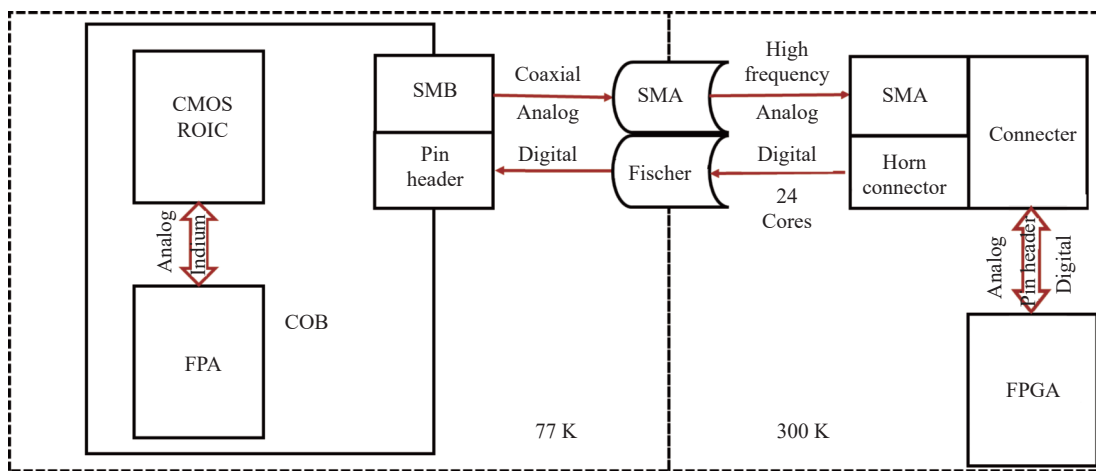 CMOS
ROIC
Analog
Indium
FPA
COB
SMB
Pin
header
Coaxial
Analog
Digital
77 K
SMA
Fischer
High
frequency
Analog
Digital
24
Cores
300 K
SMA
Horn
connector
Connecter
Analog
Pin header
Digital
FPGA